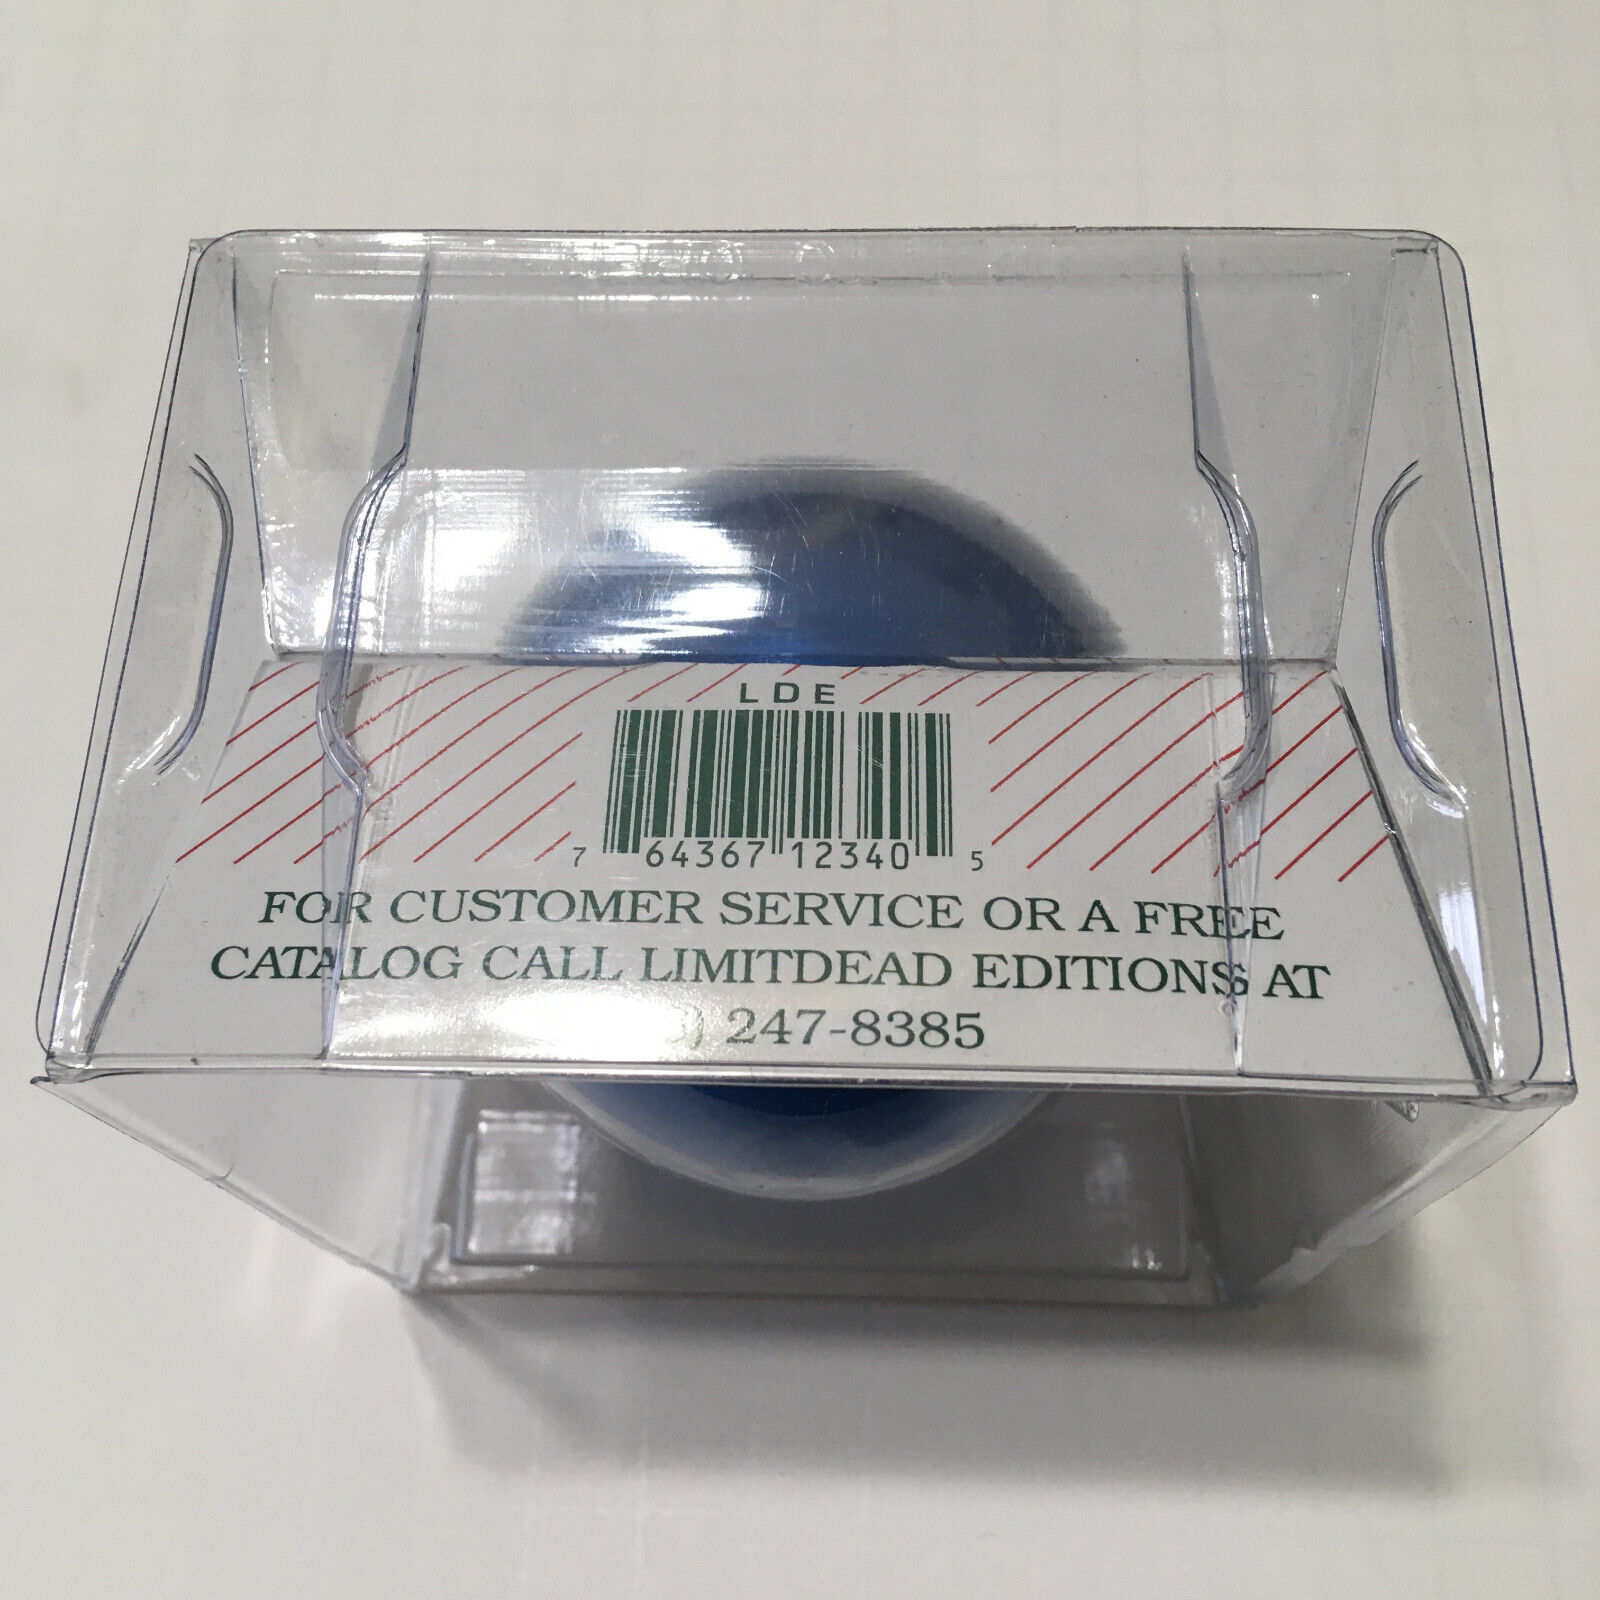 LDE
7 64367 12340 5
FOR CUSTOMER SERVICE OR A FREE
CATALOG CALL LIMITDEAD EDITIONS AT
) 247-8385